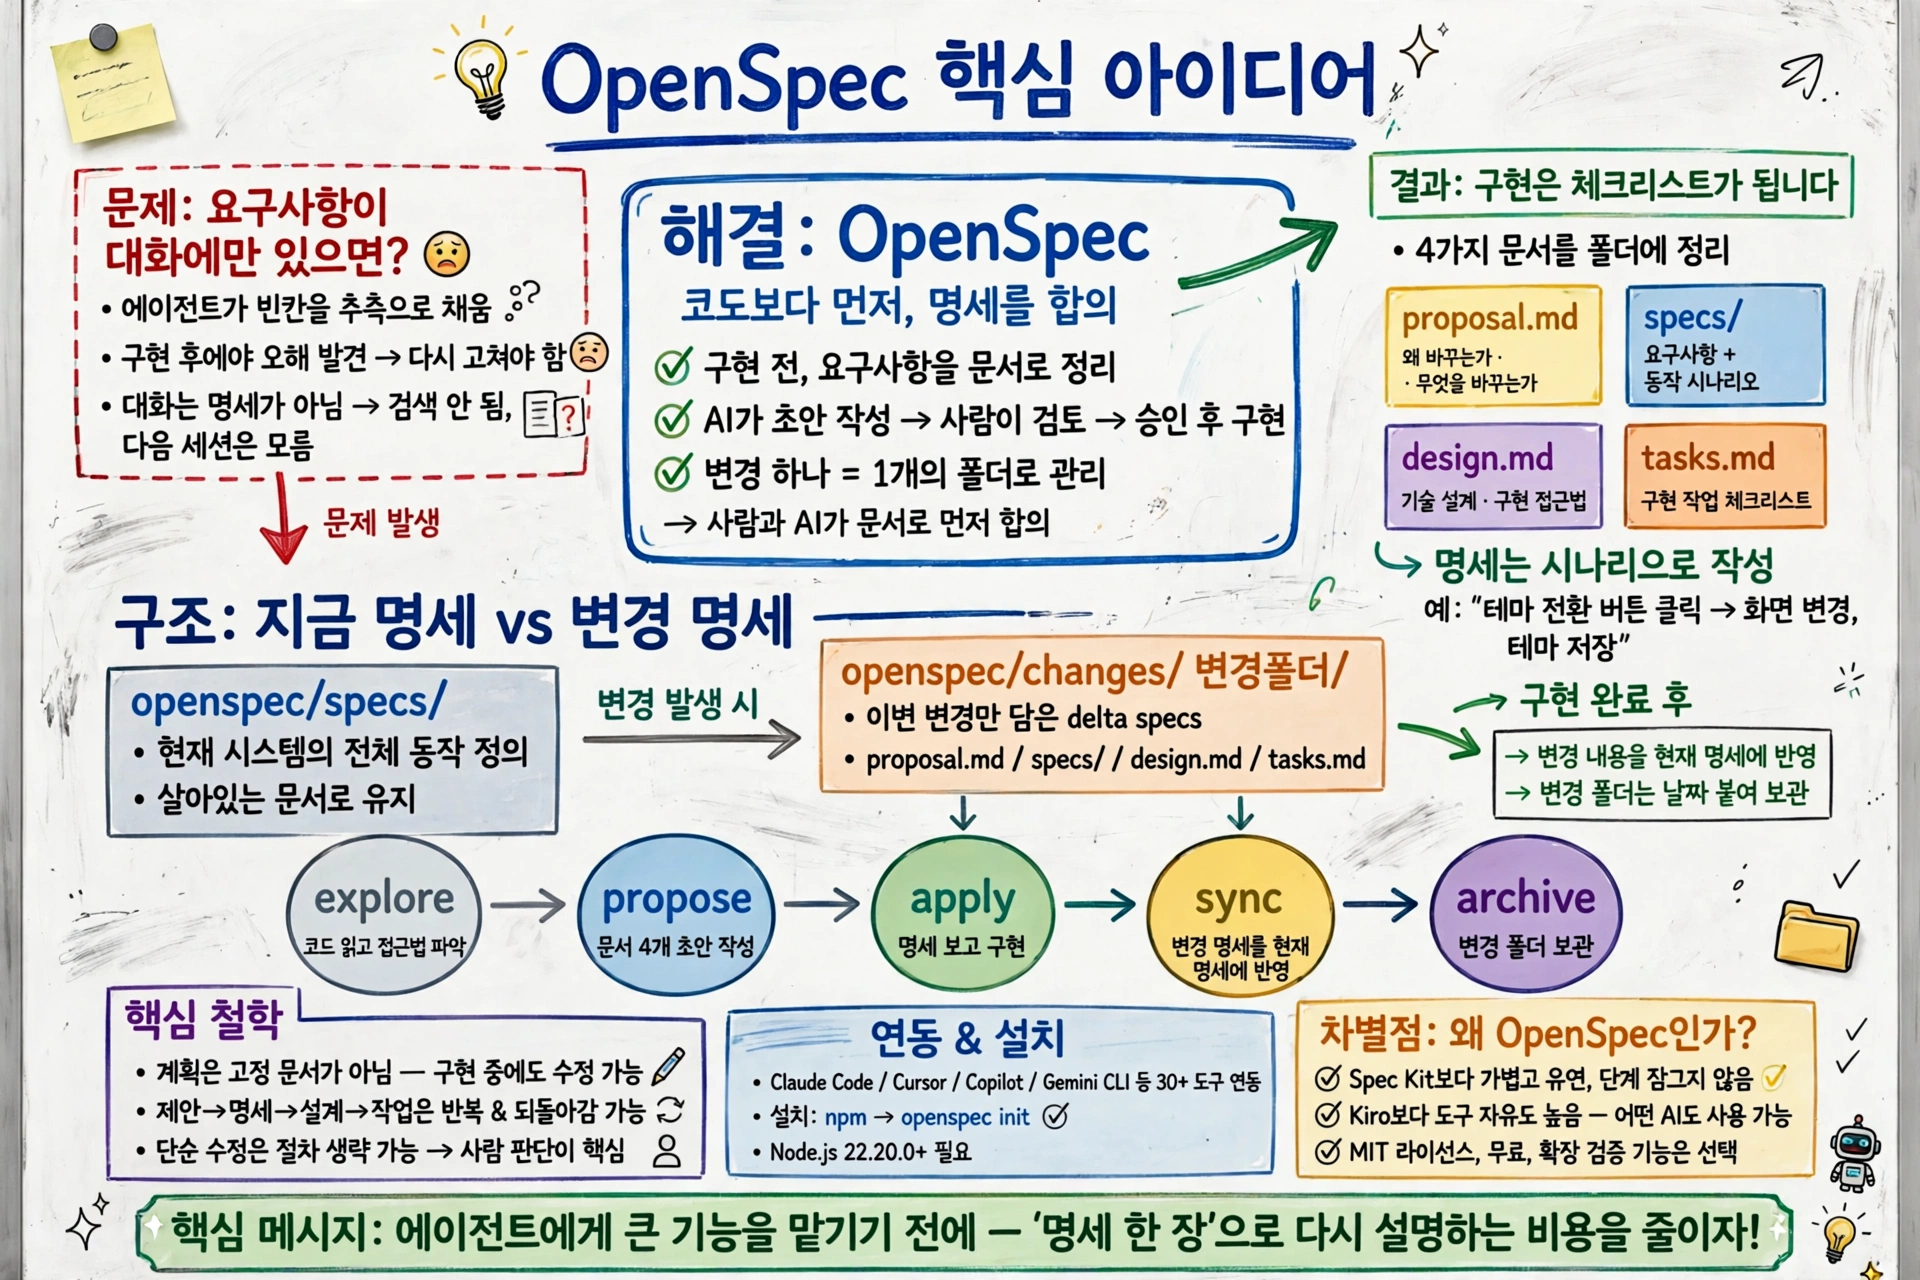 OpenSpec 핵심 아이디어
문제: 요구사항이
대화에만 있으면?
• 에이전트가 빈칸을 추측으로 채움
?
• 구현 후에야 오해 발견 → 다시 고쳐야 함
• 대화는 명세가 아님 → 검색 안 됨,
다음 세션은 모름
?
문제 발생
해결: OpenSpec
코도보다 먼저, 명세를 합의
구현 전, 요구사항을 문서로 정리
AI가 초안 작성 → 사람이 검토 → 승인 후 구현
변경 하나 = 1개의 폴더로 관리
→ 사람과 AI가 문서로 먼저 합의
결과: 구현은 체크리스트가 됩니다
• 4가지 문서를 폴더에 정리
proposal.md
왜 바꾸는가 ·
· 무엇을 바꾸는가
specs/
요구사항 +
동작 시나리오
design.md
기술 설계 · 구현 접근법
tasks.md
구현 작업 체크리스트
명세는 시나리으로 작성
예: "테마 전환 버튼 클릭 → 화면 변경,
테마 저장"
구조: 지금 명세 vs 변경 명세
openspec/specs/
• 현재 시스템의 전체 동작 정의
• 살아있는 문서로 유지
변경 발생 시
openspec/changes/ 변경폴더/
• 이변 변경만 담은 delta specs
• proposal.md / specs/ / design.md / tasks.md
구현 완료 후
→ 변경 내용을 현재 명세에 반영
→ 변경 폴더는 날짜 붙여 보관
explore
코드 읽고 접근법 파악
propose
문서 4개 초안 작성
apply
명세 보고 구현
sync
변경 명세를 현재
명세에 반영
archive
변경 폴더 보관
핵심 철학
• 계획은 고정 문서가 아님 — 구현 중에도 수정 가능
• 제안→명세→설계→작업은 반복 & 되돌아감 가능
• 단순 수정은 절차 생략 가능 → 사람 판단이 핵심
연동 & 설치
• Claude Code / Cursor / Copilot / Gemini CLI 등 30+ 도구 연동
• 설치: npm → openspec init
• Node.js 22.20.0+ 필요
차별점: 왜 OpenSpec인가?
Spec Kit보다 가볍고 유연, 단계 잠그지 않음
Kiro보다 도구 자유도 높음 — 어떤 AI도 사용 가능
MIT 라이선스, 무료, 확장 검증 기능은 선택
핵심 메시지: 에이전트에게 큰 기능을 맡기기 전에 — '명세 한 장'으로 다시 설명하는 비용을 줄이자!